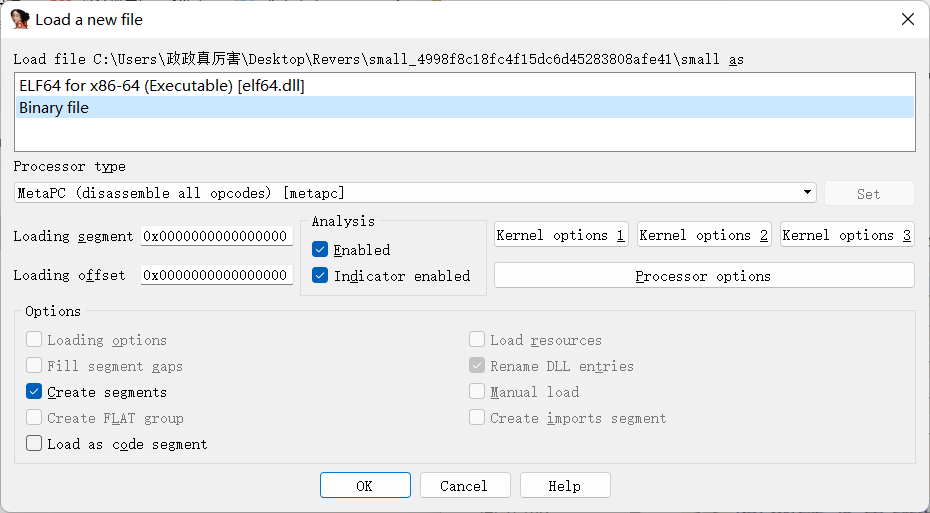 Load a new file
Load file C:\Users\政政真厉害\Desktop\Revers\small_4998f8c18fc4f15dc6d45283808afe41\small as
ELF64 for x86-64 (Executable) [elf64.dll]
Binary file
Processor type
MetaPC (disassemble all opcodes) [metapc]
Set
Analysis
Loading segment 0x0000000000000000
Enabled
Kernel options 1
Kernel options 2
Kernel options 3
Loading offset 0x0000000000000000
Indicator enabled
Processor options
Options
Loading options
Load resources
Fill segment gaps
Rename DLL entries
Create segments
Manual load
Create FLAT group
Create imports segment
Load as code segment
OK
Cancel
Help